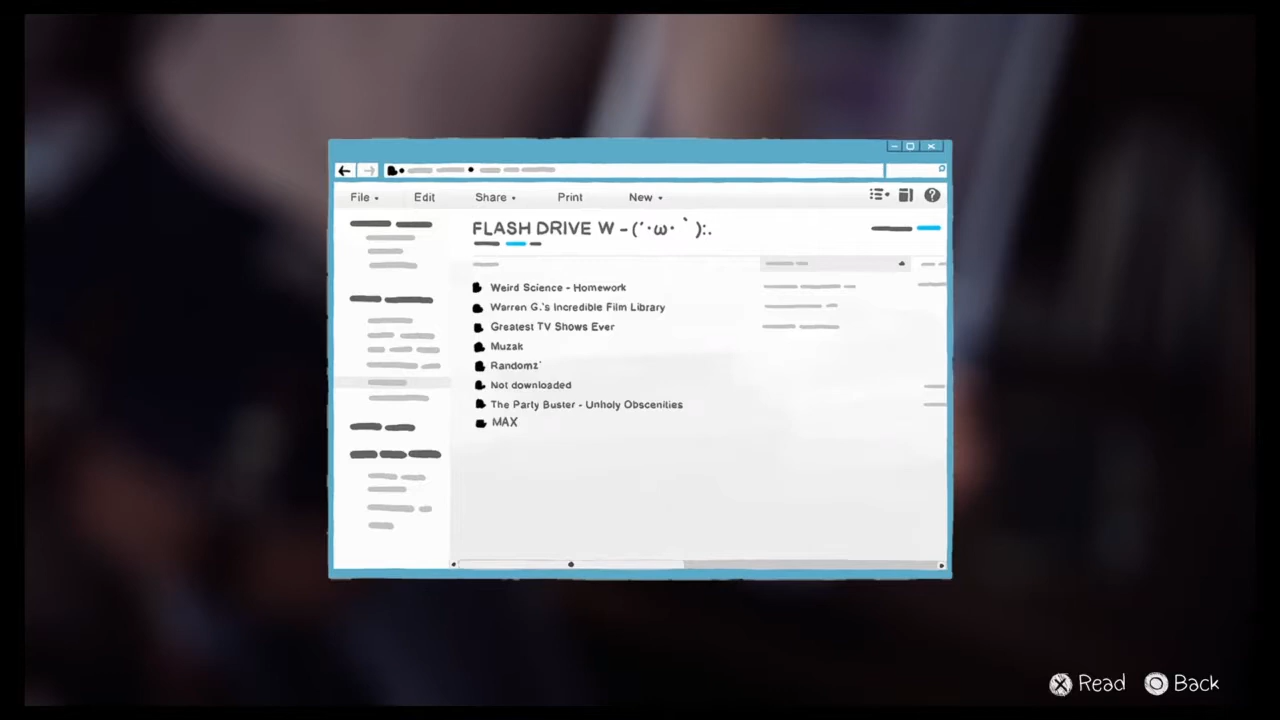 File Edit Share Print New
FLASH DRIVE W - (´･ω･`):.
Weird Science - Homework
Warren G.'s Incredible Film Library
Greatest TV Shows Ever
Muzak
Randomz'
Not downloaded
The Party Buster - Unholy Obscenities
MAX
Read Back